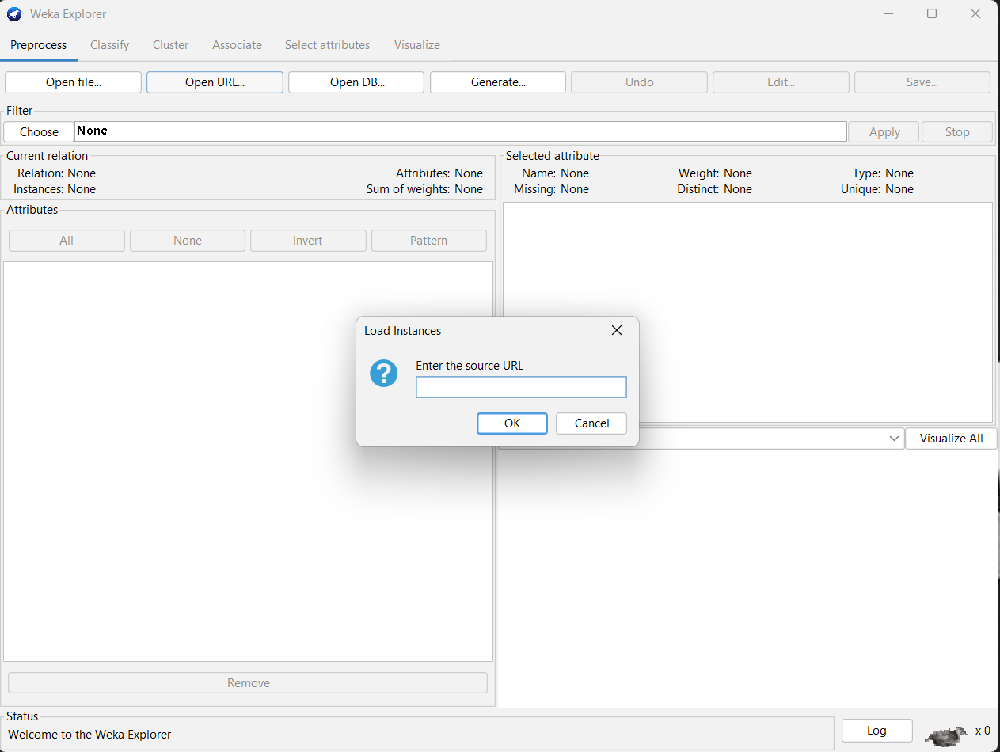 Weka Explorer
Preprocess Classify Cluster Associate Select attributes Visualize
Open file... Open URL... Open DB... Generate... Undo Edit... Save...
Filter
Choose None Apply Stop
Current relation
Relation: None Attributes: None
Instances: None Sum of weights: None
Selected attribute
Name: None Weight: None Type: None
Missing: None Distinct: None Unique: None
Attributes
All None Invert Pattern
Load Instances
Enter the source URL
OK Cancel
Visualize All
Remove
Status
Welcome to the Weka Explorer
Log x 0